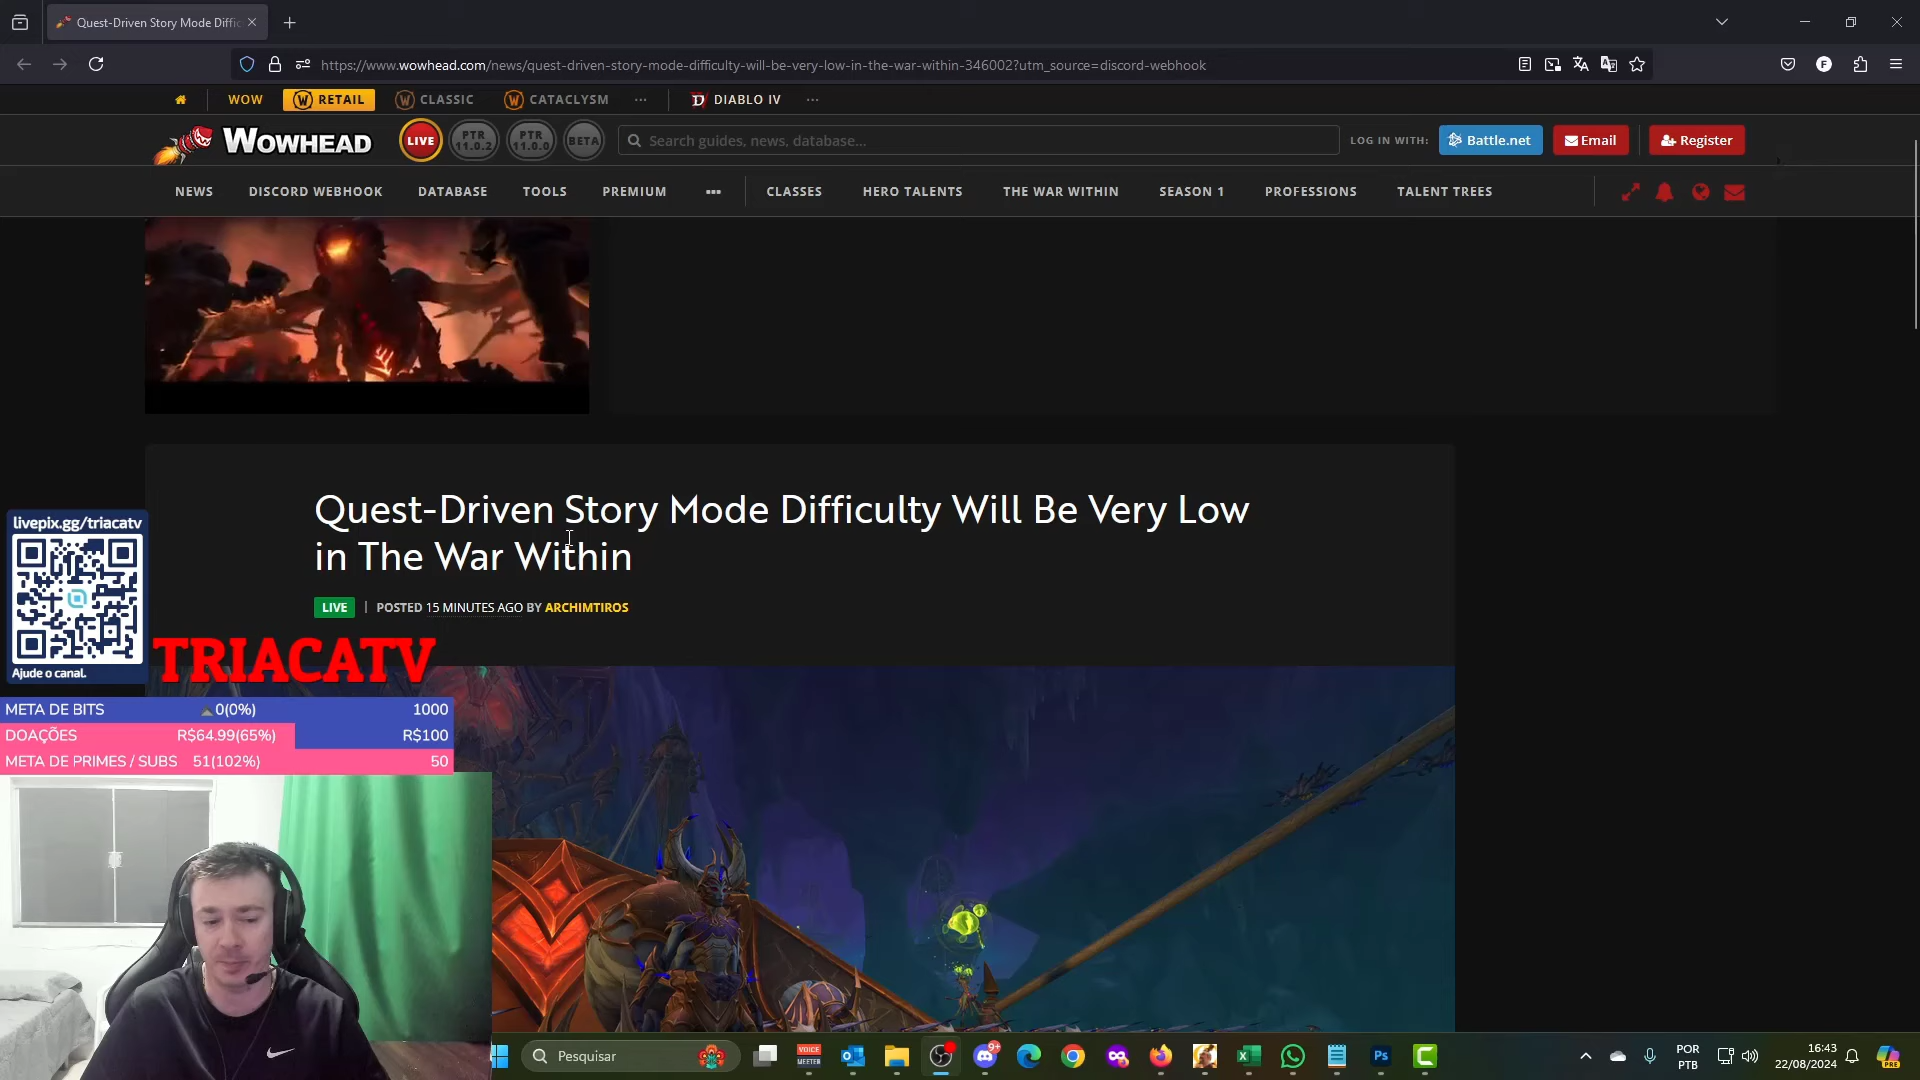 Quest-Driven Story Mode Diffic
https://www.wowhead.com/news/quest-driven-story-mode-difficulty-will-be-very-low-in-the-war-within-346002?utm_source=discord-webhook
WOW
RETAIL
CLASSIC
CATACLYSM
DIABLO IV
WOWHEAD
LIVE
PTR 11.0.2
PTR 11.0.0
BETA
Search guides, news, database...
LOG IN WITH:
Battle.net
Email
Register
NEWS
DISCORD WEBHOOK
DATABASE
TOOLS
PREMIUM
CLASSES
HERO TALENTS
THE WAR WITHIN
SEASON 1
PROFESSIONS
TALENT TREES
Quest-Driven Story Mode Difficulty Will Be Very Low
in The War Within
LIVE | POSTED 15 MINUTES AGO BY ARCHIMTIROS
livepix.gg/triacatv
Ajude o canal.
TRIACATV
META DE BITS 0(0%) 1000
DOAÇÕES R$64.99(65%) R$100
META DE PRIMES / SUBS 51(102%) 50
Pesquisar
VOICE
MEETER
9+
POR
PTB
16:43
22/08/2024
PRE